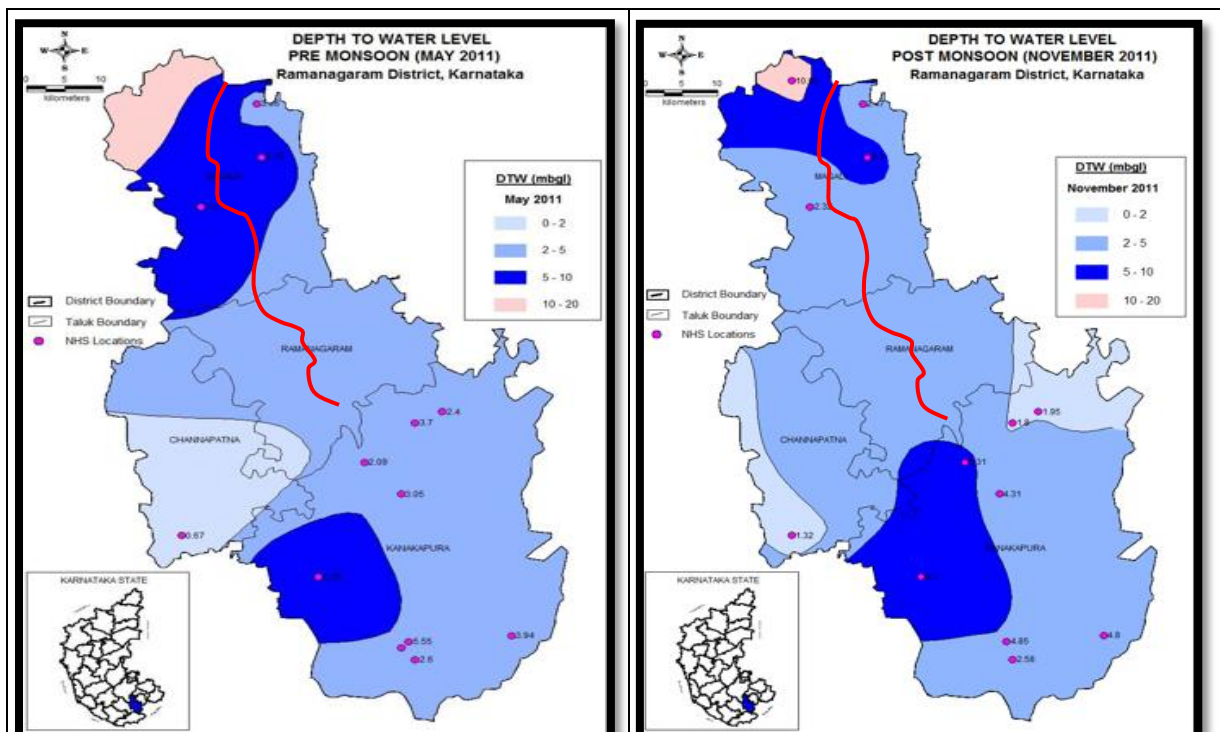 DEPTH TO WATER LEVEL
PRE MONSOON (MAY 2011)
Ramanagaram District, Karnataka
N
W E
S
0 5 10
kilometers
DTW (mbgl)
May 2011
0 - 2
2 - 5
5 - 10
10 - 20
District Boundary
Taluk Boundary
NHS Locations
RAMANAGARAM
2.4
3.7
CHANNAPATNA
2.09
3.05
0.67
KANAKAPURA
3.94
5.55
2.6
KARNATAKA STATE
DEPTH TO WATER LEVEL
POST MONSOON (NOVEMBER 2011)
Ramanagaram District, Karnataka
N
W E
S
0 5 10
kilometers
DTW (mbgl)
November 2011
0 - 2
2 - 5
5 - 10
10 - 20
District Boundary
Taluk Boundary
NHS Locations
RAMANAGARAM
1.95
1.8
CHANNAPATNA
4.31
1.32
KANAKAPURA
4.85
4.8
2.58
KARNATAKA STATE